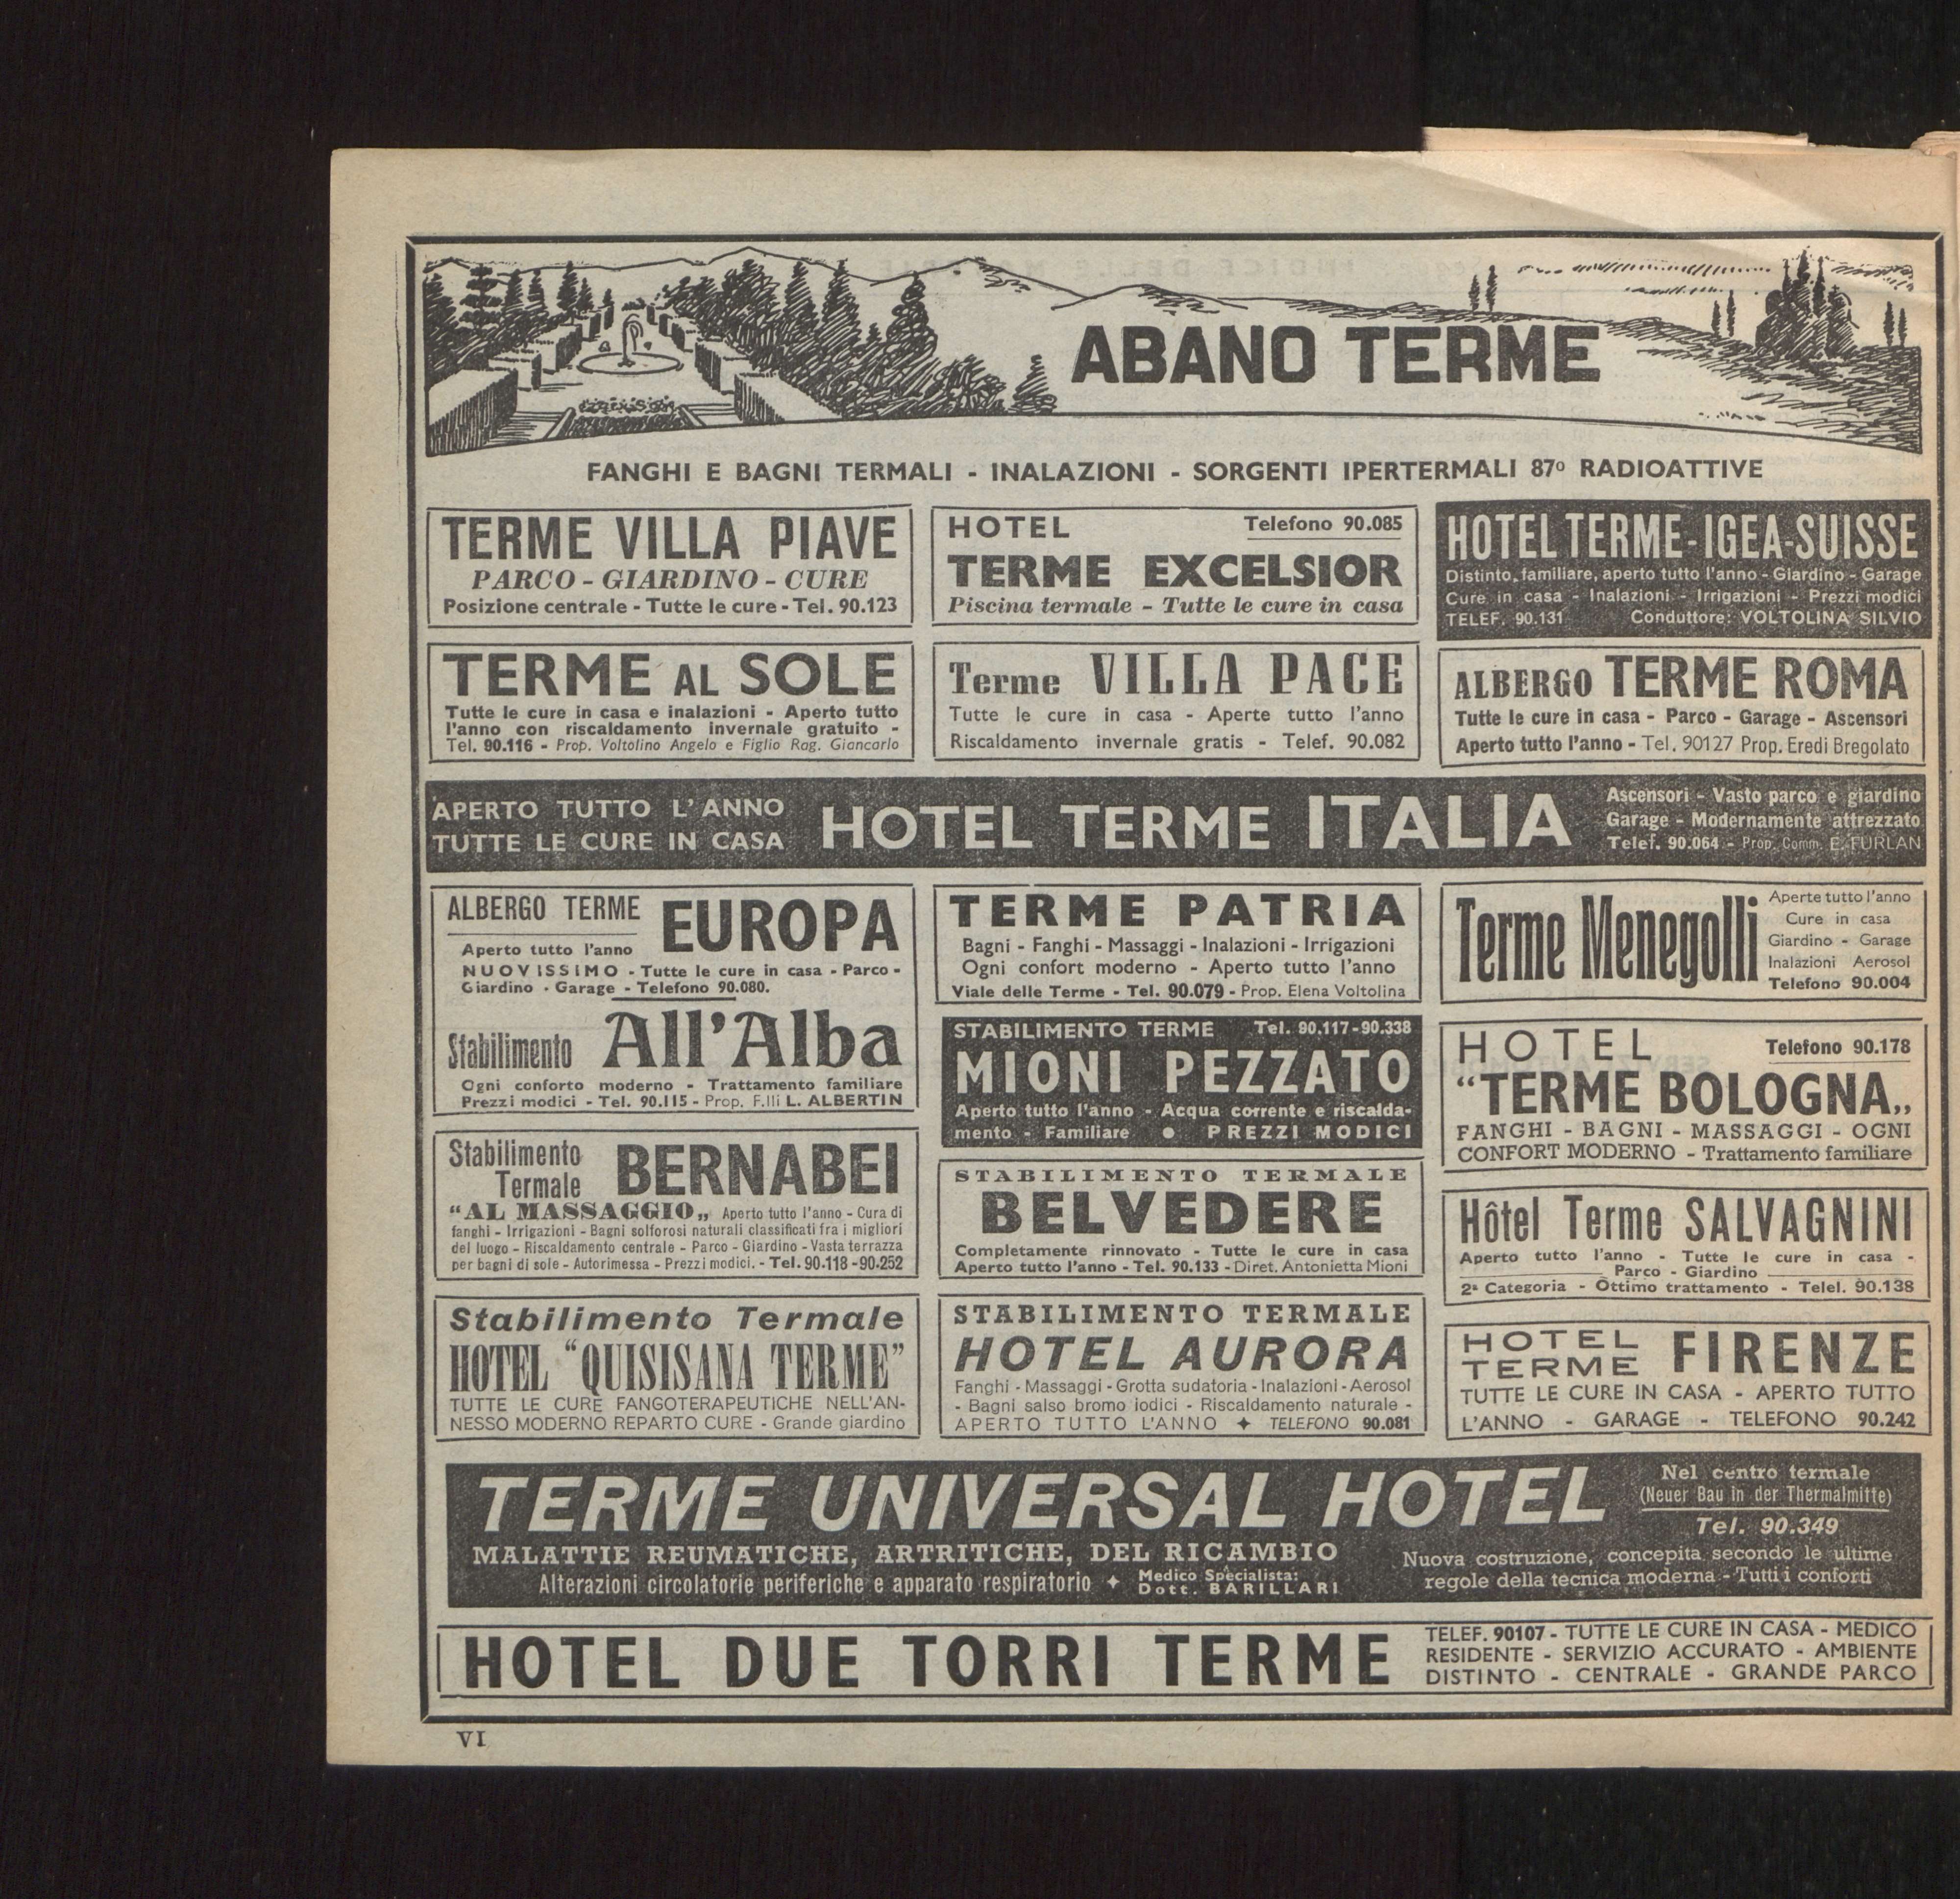 ABANO TERME
FANGHI E BAGNI TERMALI - INALAZIONI - SORGENTI IPERTERMALI 87º RADIOATTIVE
TERME VILLA PIAVE
PARCO - GIARDINO - CURE
Posizione centrale - Tutte le cure - Tel. 90.123
HOTEL Telefono 90.085
TERME EXCELSIOR
Piscina termale - Tutte le cure in casa
HOTEL TERME-IGEA-SUISSE
Distinto, familiare, aperto tutto l'anno - Giardino - Garage
Cure in casa - Inalazioni - Irrigazioni - Prezzi modici
TELEF. 90.131 Conduttore: VOLTOLINA SILVIO
TERME AL SOLE
Tutte le cure in casa e inalazioni - Aperto tutto
l'anno con riscaldamento invernale gratuito -
Tel. 90.116 - Prop. Voltolino Angelo e Figlio Rag. Giancarlo
Terme VILLA PACE
Tutte le cure in casa - Aperte tutto l'anno
Riscaldamento invernale gratis - Telef. 90.082
ALBERGO TERME ROMA
Tutte le cure in casa - Parco - Garage - Ascensori
Aperto tutto l'anno - Tel. 90127 Prop. Eredi Bregolato
APERTO TUTTO L'ANNO
TUTTE LE CURE IN CASA
HOTEL TERME ITALIA
Ascensori - Vasto parco e giardino
Garage - Modernamente attrezzato
Telef. 90.064 - Prop. Comm. E. FURLAN
ALBERGO TERME EUROPA
Aperto tutto l'anno
NUOVISSIMO - Tutte le cure in casa - Parco -
Giardino - Garage - Telefono 90.080.
Stabilimento All'Alba
Ogni conforto moderno - Trattamento familiare
Prezzi modici - Tel. 90.115 - Prop. F.lli L. ALBERTIN
Stabilimento
Termale BERNABEI
"AL MASSAGGIO„ Aperto tutto l'anno - Cura di
fanghi - Irrigazioni - Bagni solforosi naturali classificati fra i migliori
del luogo - Riscaldamento centrale - Parco - Giardino - Vasta terrazza
per bagni di sole - Autorimessa - Prezzi modici. - Tel. 90.118 - 90.252
Stabilimento Termale
HOTEL "QUISISANA TERME"
TUTTE LE CURE FANGOTERAPEUTICHE NELL'AN-
NESSO MODERNO REPARTO CURE - Grande giardino
TERME PATRIA
Bagni - Fanghi - Massaggi - Inalazioni - Irrigazioni
Ogni confort moderno - Aperto tutto l'anno
Viale delle Terme - Tel. 90.079 - Prop. Elena Voltolina
STABILIMENTO TERME Tel. 90.117-90.338
MIONI PEZZATO
Aperto tutto l'anno - Acqua corrente e riscalda-
mento - Familiare ● PREZZI MODICI
STABILIMENTO TERMALE
BELVEDERE
Completamente rinnovato - Tutte le cure in casa
Aperto tutto l'anno - Tel. 90.133 - Diret. Antonietta Mioni
STABILIMENTO TERMALE
HOTEL AURORA
Fanghi - Massaggi - Grotta sudatoria - Inalazioni - Aerosol
- Bagni salso bromo iodici - Riscaldamento naturale -
APERTO TUTTO L'ANNO ✦ TELEFONO 90.081
Terme Menegolli
Aperte tutto l'anno
Cure in casa
Giardino - Garage
Inalazioni Aerosol
Telefono 90.004
HOTEL Telefono 90.178
"TERME BOLOGNA„
FANGHI - BAGNI - MASSAGGI - OGNI
CONFORT MODERNO - Trattamento familiare
Hôtel Terme SALVAGNINI
Aperto tutto l'anno - Tutte le cure in casa -
Parco - Giardino
2ª Categoria - Ottimo trattamento - Telel. 90.138
HOTEL
TERME FIRENZE
TUTTE LE CURE IN CASA - APERTO TUTTO
L'ANNO - GARAGE - TELEFONO 90.242
TERME UNIVERSAL HOTEL
MALATTIE REUMATICHE, ARTRITICHE, DEL RICAMBIO
Alterazioni circolatorie periferiche e apparato respiratorio ✦ Medico Specialista:
Dott. BARILLARI
Nel centro termale
(Neuer Bau in der Thermalmitte)
Tel. 90.349
Nuova costruzione, concepita secondo le ultime
regole della tecnica moderna - Tutti i conforti
HOTEL DUE TORRI TERME
TELEF. 90107 - TUTTE LE CURE IN CASA - MEDICO
RESIDENTE - SERVIZIO ACCURATO - AMBIENTE
DISTINTO - CENTRALE - GRANDE PARCO
VI